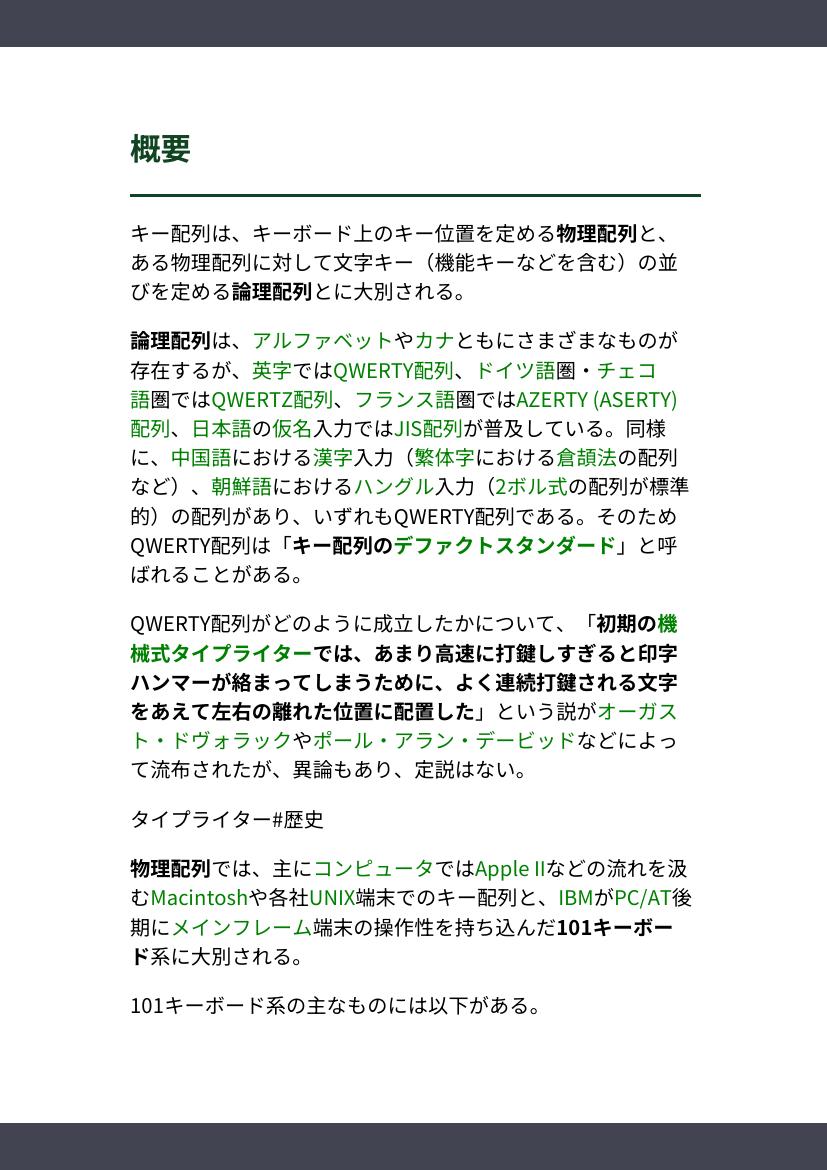 概要
キー配列は、キーボード上のキー位置を定める物理配列と、
ある物理配列に対して文字キー（機能キーなどを含む）の並
びを定める論理配列とに大別される。
論理配列は、アルファベットやカナともにさまざまなものが
存在するが、英字ではQWERTY配列、ドイツ語圏・チェコ
語圏ではQWERTZ配列、フランス語圏ではAZERTY (ASERTY)
配列、日本語の仮名入力ではJIS配列が普及している。同様
に、中国語における漢字入力（繁体字における倉頡法の配列
など）、朝鮮語におけるハングル入力（2ボル式の配列が標準
的）の配列があり、いずれもQWERTY配列である。そのため
QWERTY配列は「キー配列のデファクトスタンダード」と呼
ばれることがある。
QWERTY配列がどのように成立したかについて、「初期の機
械式タイプライターでは、あまり高速に打鍵しすぎると印字
ハンマーが絡まってしまうために、よく連続打鍵される文字
をあえて左右の離れた位置に配置した」という説がオーガス
ト・ドヴォラックやポール・アラン・デービッドなどによっ
て流布されたが、異論もあり、定説はない。
タイプライター#歴史
物理配列では、主にコンピュータではApple IIなどの流れを汲
むMacintoshや各社UNIX端末でのキー配列と、IBMがPC/AT後
期にメインフレーム端末の操作性を持ち込んだ101キーボー
ド系に大別される。
101キーボード系の主なものには以下がある。